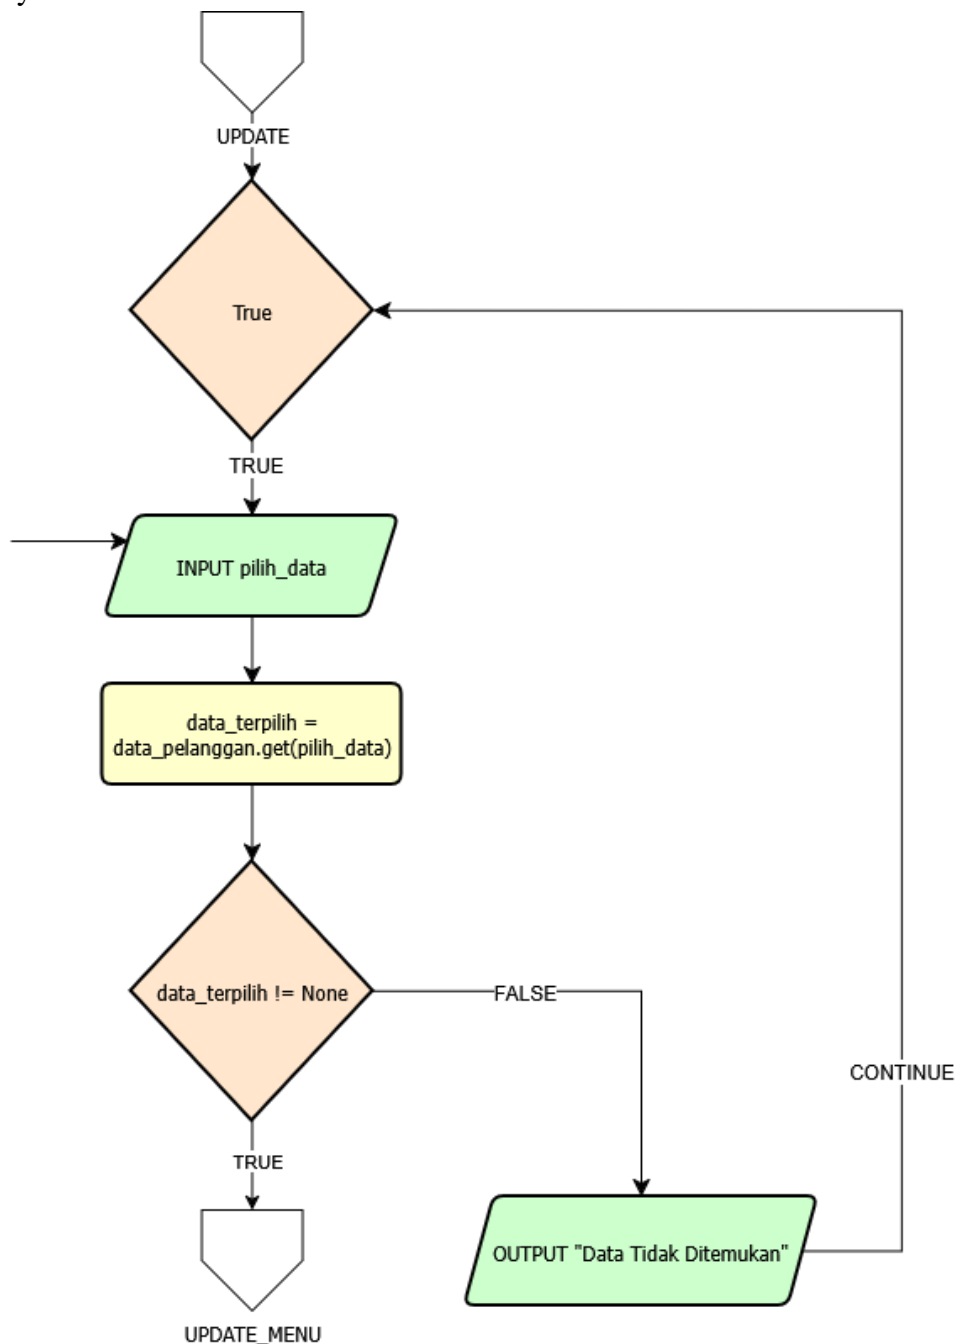 UPDATE
True
TRUE
INPUT pilih_data
data_terpilih =
data_pelanggan.get(pilih_data)
data_terpilih != None
FALSE
CONTINUE
TRUE
OUTPUT "Data Tidak Ditemukan"
UPDATE_MENU